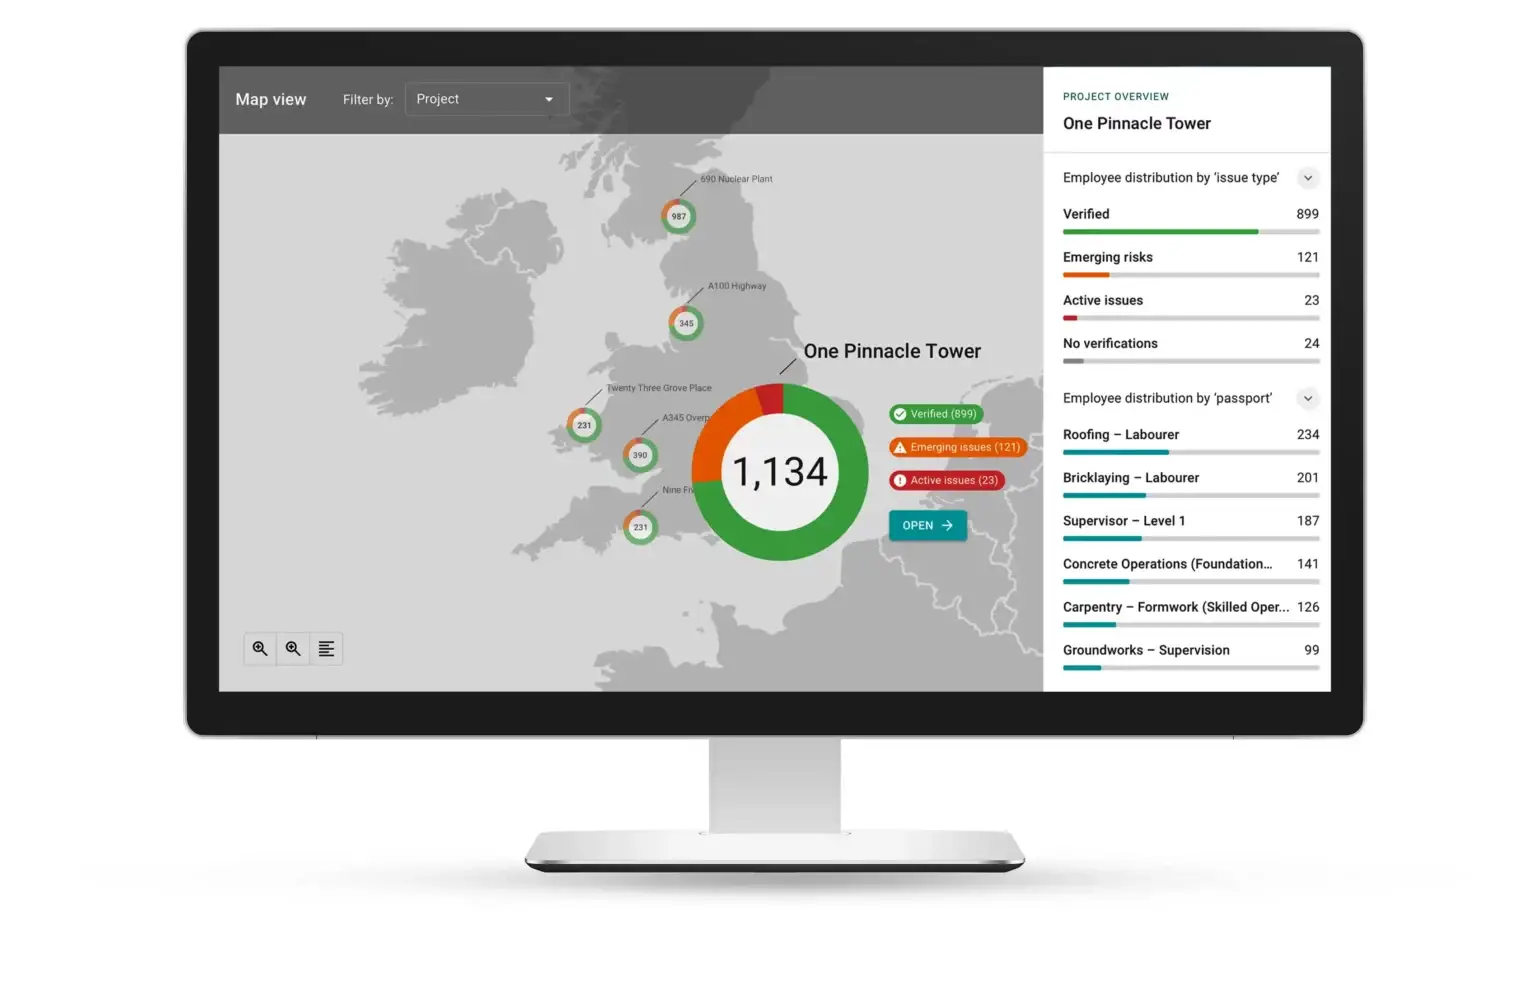 Map view
Filter by:
Project
690 Nuclear Plant
987
A100 Highway
345
Twenty Three Grove Place
231
A345 Overp
390
Nine Fiv
231
One Pinnacle Tower
1,134
Verified (899)
Emerging issues (121)
Active issues (23)
OPEN
PROJECT OVERVIEW
One Pinnacle Tower
Employee distribution by ‘issue type’
Verified 899
Emerging risks 121
Active issues 23
No verifications 24
Employee distribution by ‘passport’
Roofing – Labourer 234
Bricklaying – Labourer 201
Supervisor – Level 1 187
Concrete Operations (Foundation... 141
Carpentry – Formwork (Skilled Oper... 126
Groundworks – Supervision 99